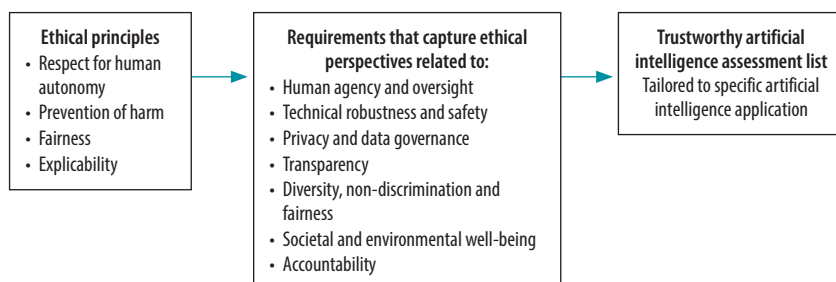 Ethical principles
• Respect for human
autonomy
• Prevention of harm
• Fairness
• Explicability
Requirements that capture ethical
perspectives related to:
• Human agency and oversight
• Technical robustness and safety
• Privacy and data governance
• Transparency
• Diversity, non-discrimination and
fairness
• Societal and environmental well-being
• Accountability
Trustworthy artificial
intelligence assessment list
Tailored to specific artificial
intelligence application